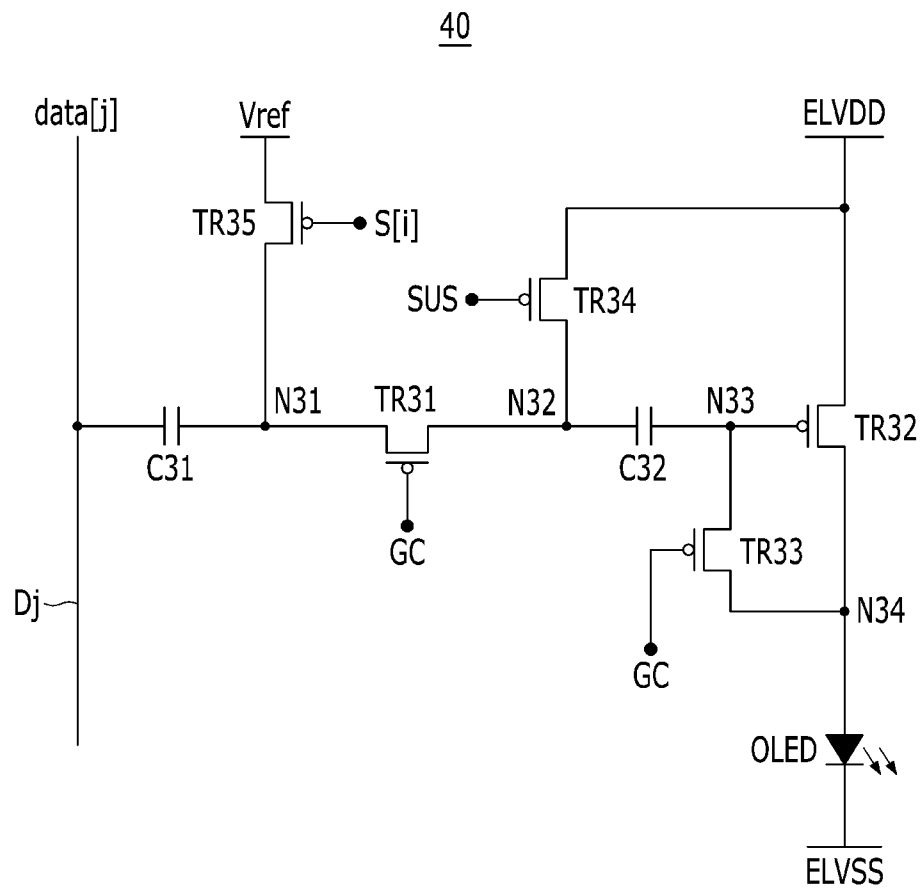 40
data[j]
Vref
ELVDD
TR35
S[i]
SUS
TR34
N31
TR31
N32
N33
TR32
C31
C32
GC
TR33
Dj
N34
GC
OLED
ELVSS